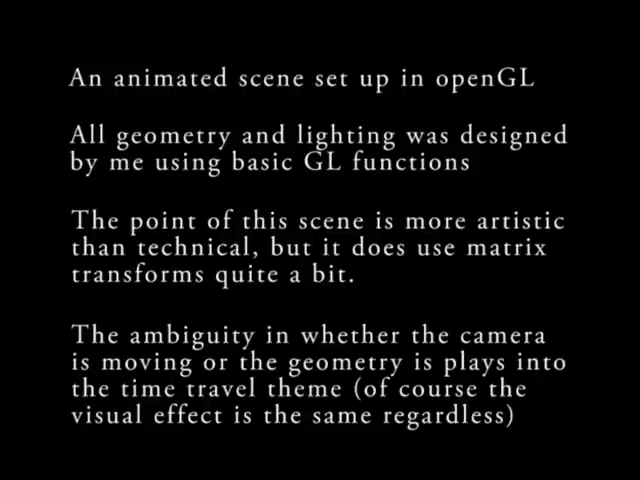 An animated scene set up in openGL
All geometry and lighting was designed
by me using basic GL functions
The point of this scene is more artistic
than technical, but it does use matrix
transforms quite a bit.
The ambiguity in whether the camera
is moving or the geometry is plays into
the time travel theme (of course the
visual effect is the same regardless)